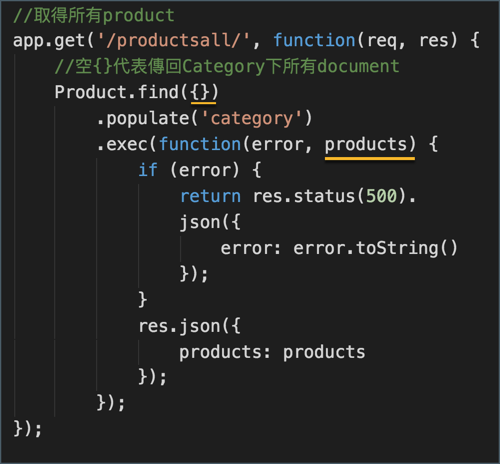 //取得所有product
app.get('/productsall/', function(req, res) {
    //空{}代表傳回Category下所有document
    Product.find({})
        .populate('category')
        .exec(function(error, products) {
            if (error) {
                return res.status(500).
                json({
                    error: error.toString()
                });
            }
            res.json({
                products: products
            });
        });
});